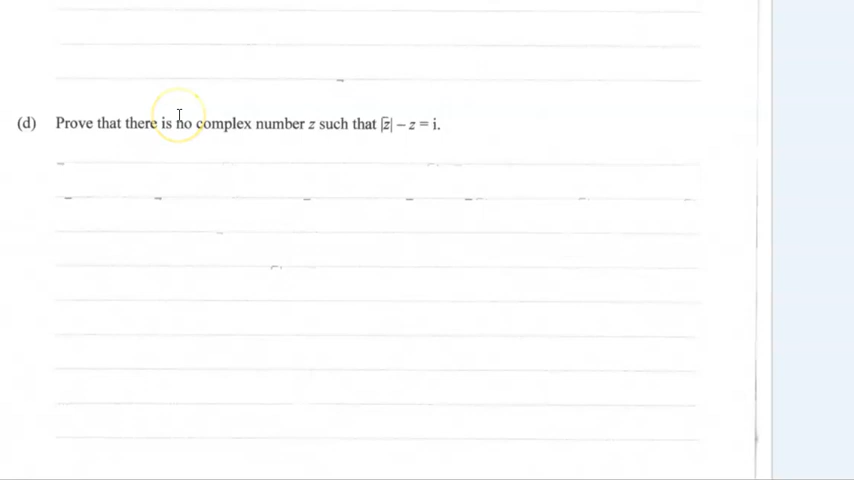 (d) Prove that there is no complex number z such that |z̅| − z = i.